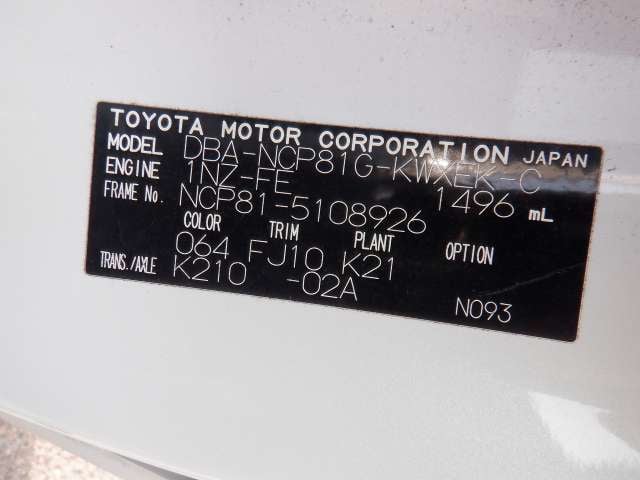 TOYOTA MOTOR CORPORATION JAPAN
MODEL DBA-NCP81G-KWXEK-C
ENGINE 1NZ-FE 1496 mL
FRAME No. NCP81-5108926
COLOR TRIM PLANT OPTION
064 FJ10 K21
TRANS./AXLE K210 -02A N093